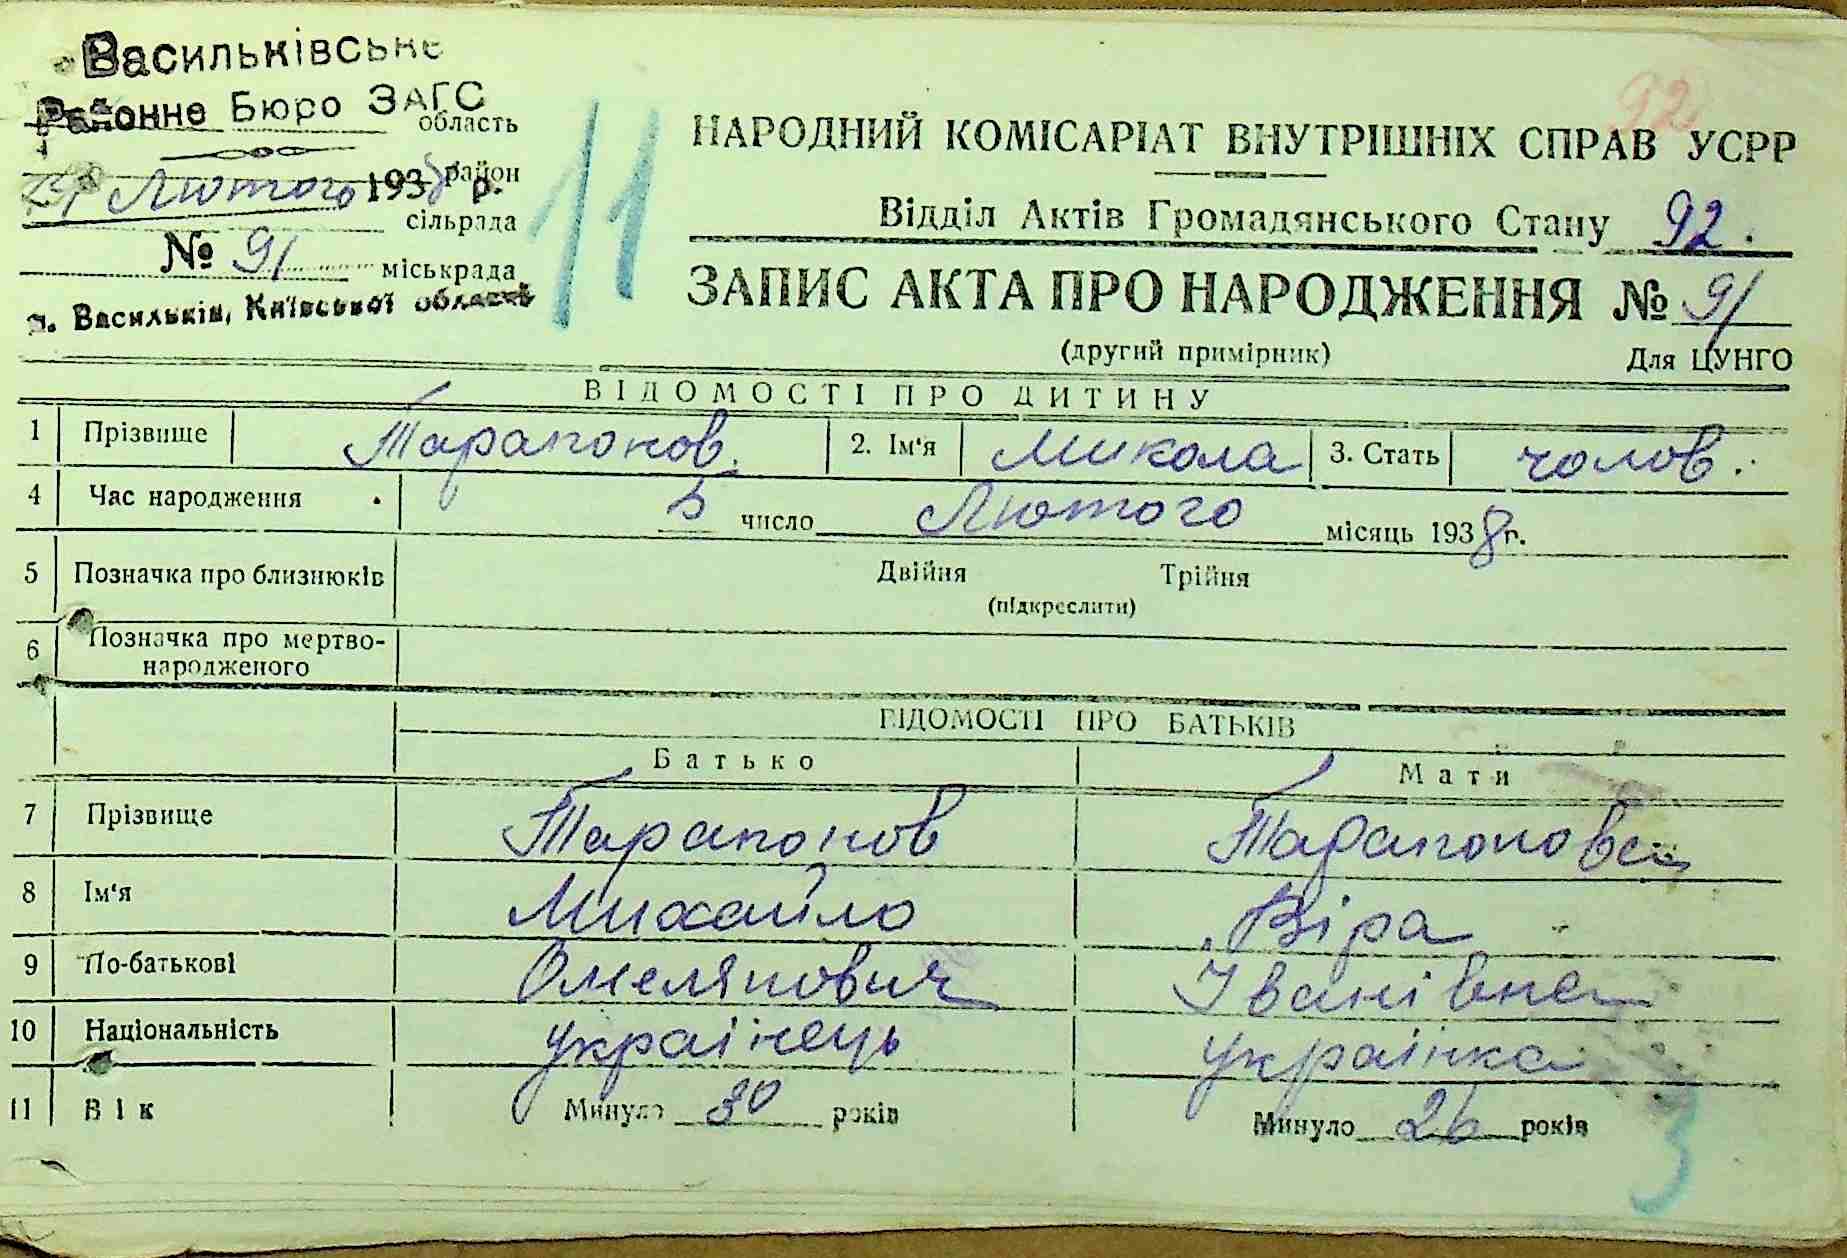 Васильківське
Районне Бюро ЗАГС
область
район
Лютого 1938 р.
сільрада
№ 91
міськрада
м. Васильків, Київської області
11
92
НАРОДНИЙ КОМІСАРІАТ ВНУТРІШНІХ СПРАВ УСРР
Відділ Актів Громадянського Стану 92.
ЗАПИС АКТА ПРО НАРОДЖЕННЯ № 91
(другий примірник) Для ЦУНГО
ВІДОМОСТІ ПРО ДИТИНУ
1 Прізвище Тарапонов. 2. Ім'я Микола 3. Стать чолов.
4 Час народження 5 число Лютого місяць 1938 г.
5 Позначка про близнюків Двійня Трійня
(підкреслити)
6 Позначка про мертво-
народженого
ВІДОМОСТІ ПРО БАТЬКІВ
Батько Мати
7 Прізвище Тарапонов Тарапонова
8 Ім'я Михайло Віра
9 По-батькові Омелянович Іванівна
10 Національність українець українка
11 Вік Минуло 30 років Минуло 26 років
3